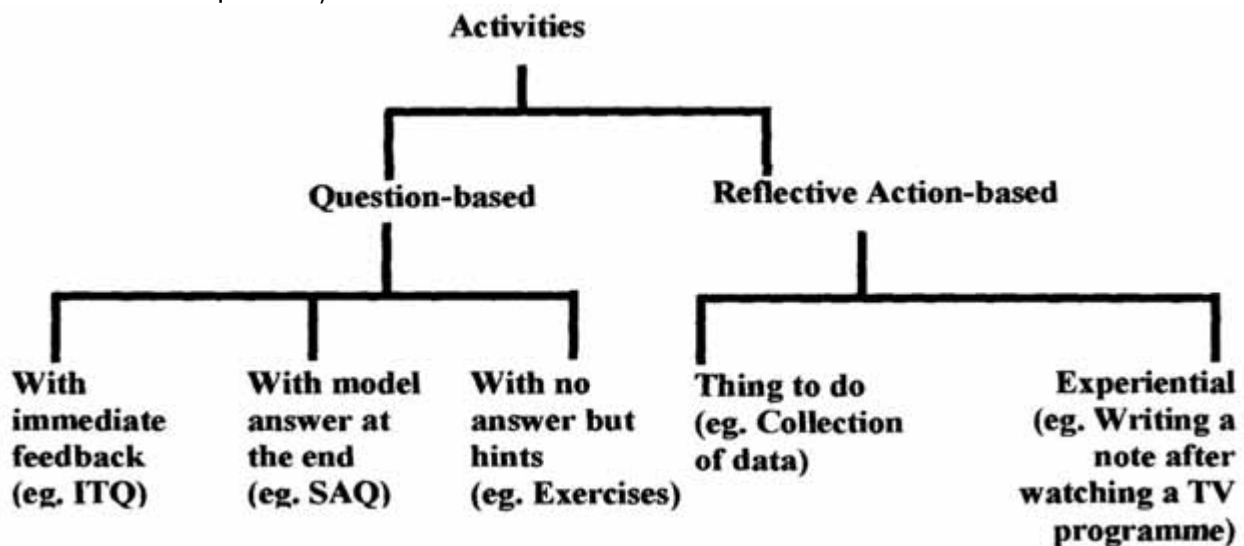 Activities
Question-based
Reflective Action-based
With
immediate
feedback
(eg. ITQ)
With model
answer at
the end
(eg. SAQ)
With no
answer but
hints
(eg. Exercises)
Thing to do
(eg. Collection
of data)
Experiential
(eg. Writing a
note after
watching a TV
programme)